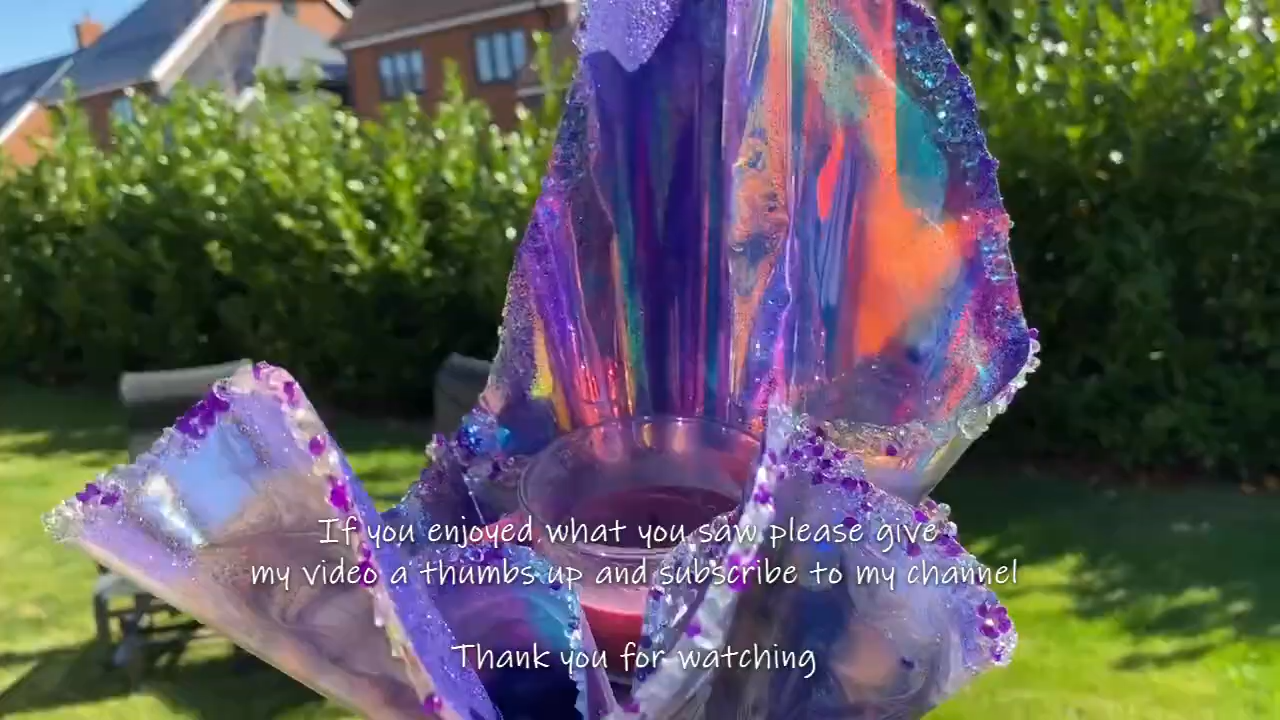 If you enjoyed what you saw please give
my video a thumbs up and subscribe to my channel
Thank you for watching